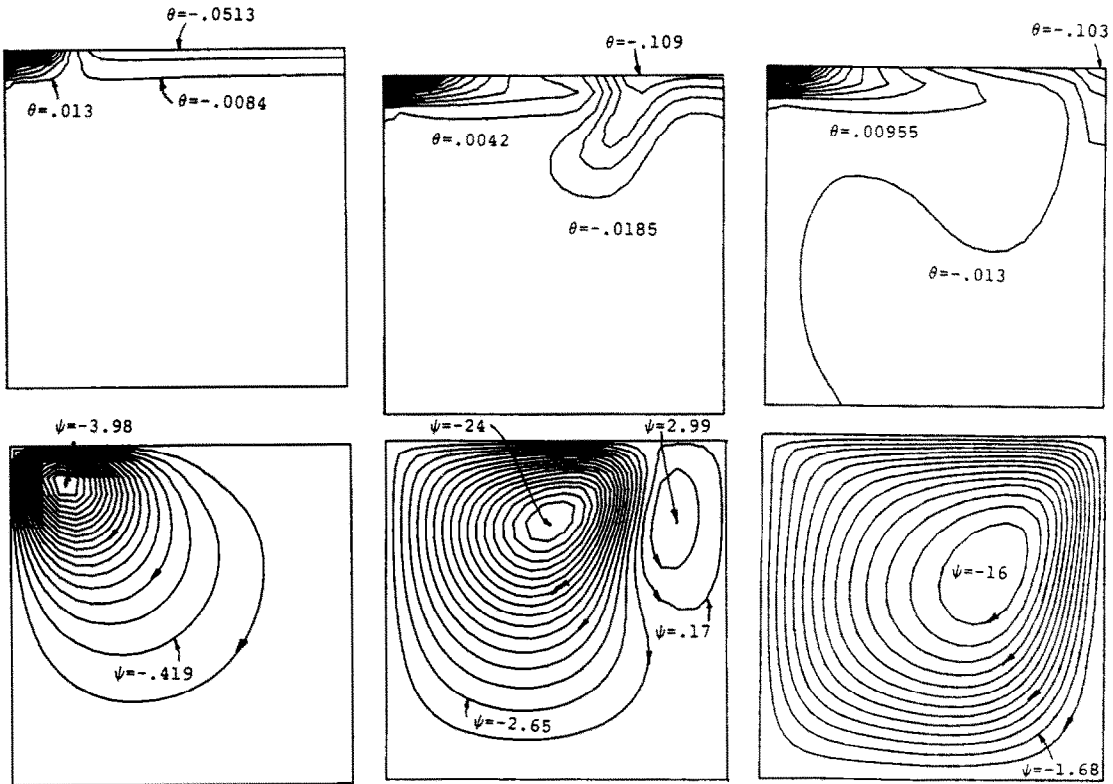 θ=-.0513
θ=-.109
θ=-.103
θ=.013
θ=-.0084
θ=.0042
θ=.00955
θ=-.0185
θ=-.013
ψ=-3.98
ψ=-24
ψ=2.99
ψ=-16
ψ=.17
ψ=-.419
ψ=-2.65
ψ=-1.68